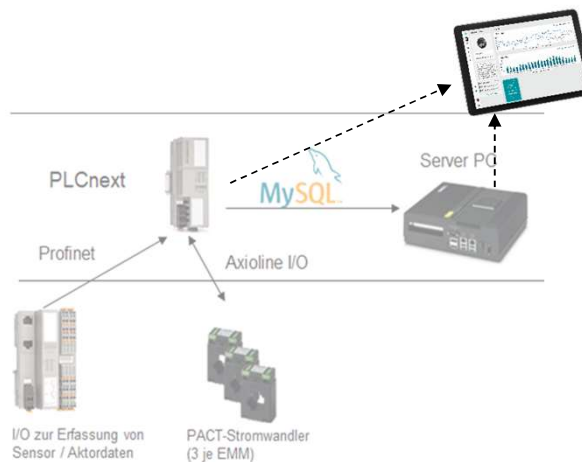 PLCnext
MySQL
Server PC
Profinet
Axioline I/O
I/O zur Erfassung von
Sensor / Aktordaten
PACT-Stromwandler
(3 je EMM)